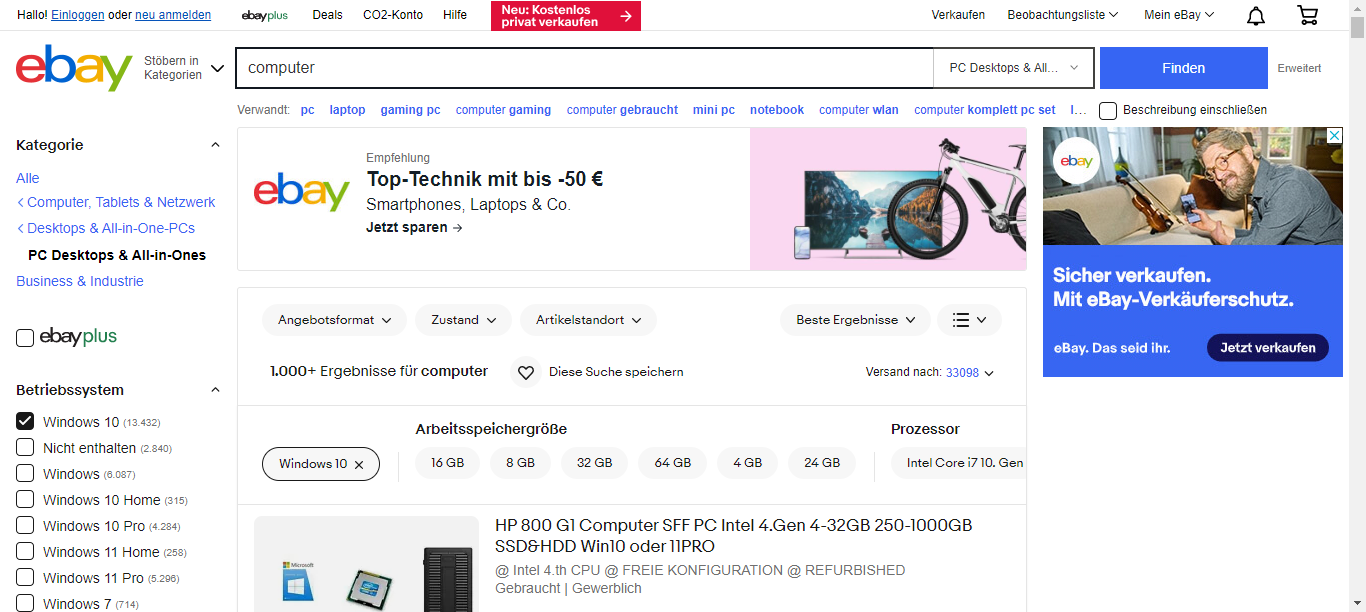 Hallo! Einloggen oder neu anmelden
ebayplus
Deals
CO2-Konto
Hilfe
Neu: Kostenlos
privat verkaufen
Verkaufen
Beobachtungsliste
Mein eBay
ebay
Stöbern in
Kategorien
computer
PC Desktops & All...
Finden
Erweitert
Verwandt: pc laptop gaming pc computer gaming computer gebraucht mini pc notebook computer wlan computer komplett pc set l...
Beschreibung einschließen
Kategorie
Alle
Computer, Tablets & Netzwerk
Desktops & All-in-One-PCs
PC Desktops & All-in-Ones
Business & Industrie
ebayplus
Betriebssystem
Windows 10 (13.432)
Nicht enthalten (2.840)
Windows (6.087)
Windows 10 Home (315)
Windows 10 Pro (4.284)
Windows 11 Home (258)
Windows 11 Pro (5.296)
Windows 7 (714)
ebay
Empfehlung
Top-Technik mit bis -50 €
Smartphones, Laptops & Co.
Jetzt sparen →
Angebotsformat
Zustand
Artikelstandort
Beste Ergebnisse
1.000+ Ergebnisse für computer
Diese Suche speichern
Versand nach: 33098
Arbeitsspeichergröße
Prozessor
Windows 10
16 GB
8 GB
32 GB
64 GB
4 GB
24 GB
Intel Core i7 10. Gen
Microsoft
HP 800 G1 Computer SFF PC Intel 4.Gen 4-32GB 250-1000GB
SSD&HDD Win10 oder 11PRO
@ Intel 4.th CPU @ FREIE KONFIGURATION @ REFURBISHED
Gebraucht | Gewerblich
ebay
Sicher verkaufen.
Mit eBay-Verkäuferschutz.
eBay. Das seid ihr.
Jetzt verkaufen